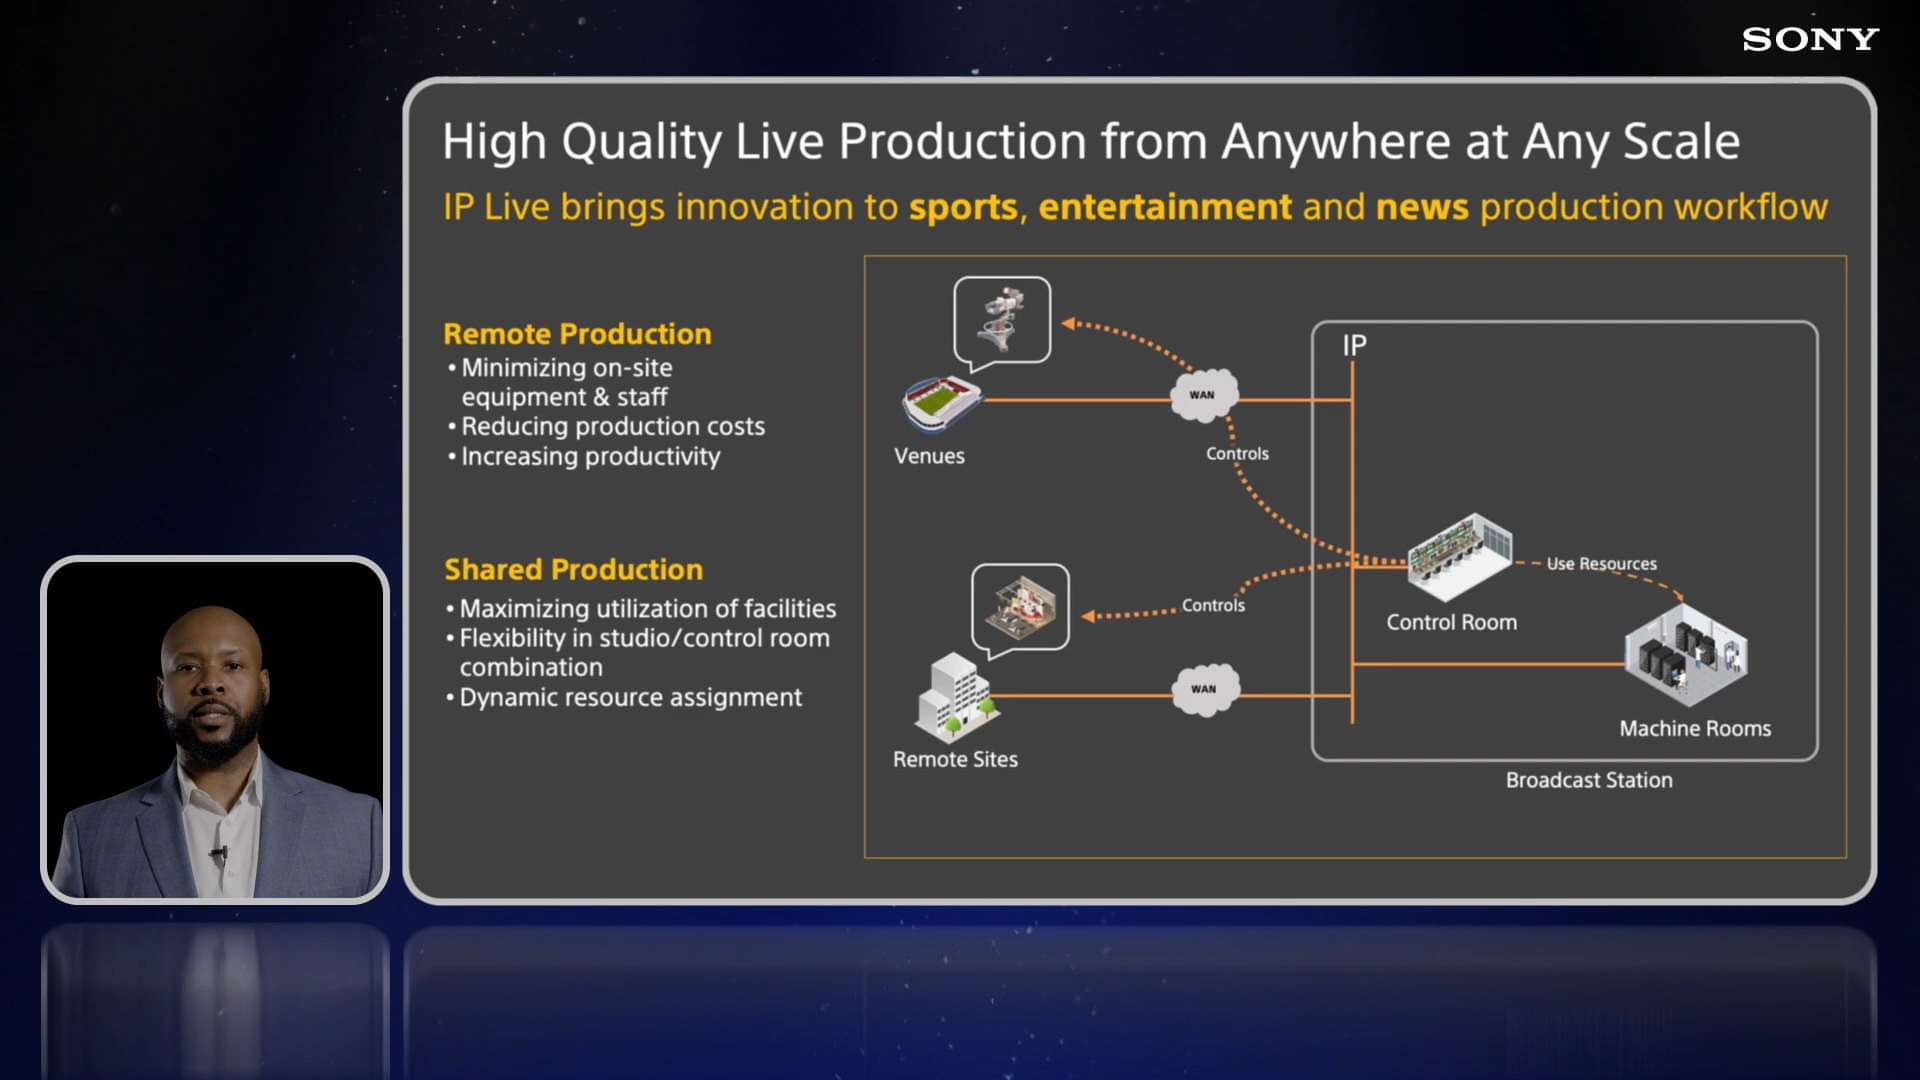 SONY
High Quality Live Production from Anywhere at Any Scale
IP Live brings innovation to sports, entertainment and news production workflow
Remote Production
• Minimizing on-site
equipment & staff
• Reducing production costs
• Increasing productivity
Shared Production
• Maximizing utilization of facilities
• Flexibility in studio/control room
combination
• Dynamic resource assignment
IP
WAN
Venues
Controls
Use Resources
Controls
Control Room
WAN
Machine Rooms
Remote Sites
Broadcast Station